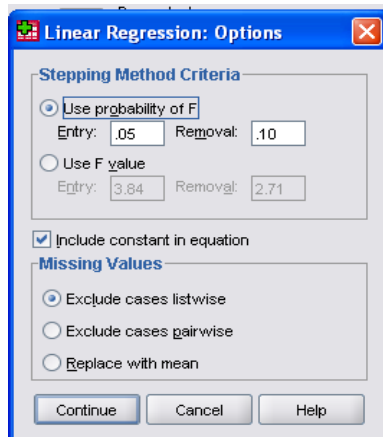 Linear Regression: Options
Stepping Method Criteria
Use probability of F
Entry: .05 Removal: .10
Use F value
Entry: 3.84 Removal: 2.71
Include constant in equation
Missing Values
Exclude cases listwise
Exclude cases pairwise
Replace with mean
Continue Cancel Help